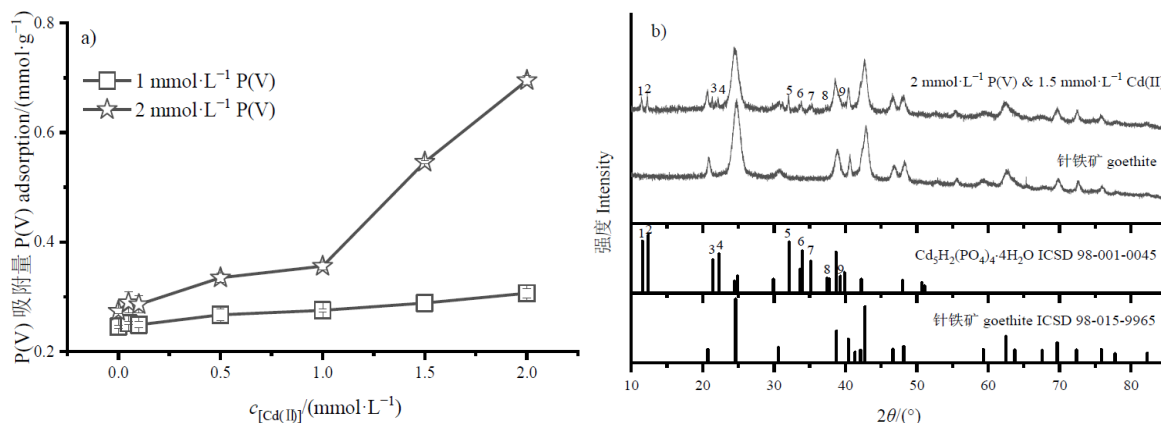 a)
1 mmol·L⁻¹ P(V)
2 mmol·L⁻¹ P(V)
P(V) 吸附量 P(V) adsorption/(mmol·g⁻¹)
0.8
0.6
0.4
0.2
0.0 0.5 1.0 1.5 2.0
c[Cd(Ⅱ)]/(mmol·L⁻¹)
b)
2 mmol·L⁻¹ P(V) & 1.5 mmol·L⁻¹ Cd(II)
1 2 3 4 5 6 7 8 9
针铁矿 goethite
强度 Intensity
Cd₅H₂(PO₄)₄·4H₂O ICSD 98-001-0045
1 2 3 4 5 6 7 8 9
针铁矿 goethite ICSD 98-015-9965
10 20 30 40 50 60 70 80
2θ/(°)